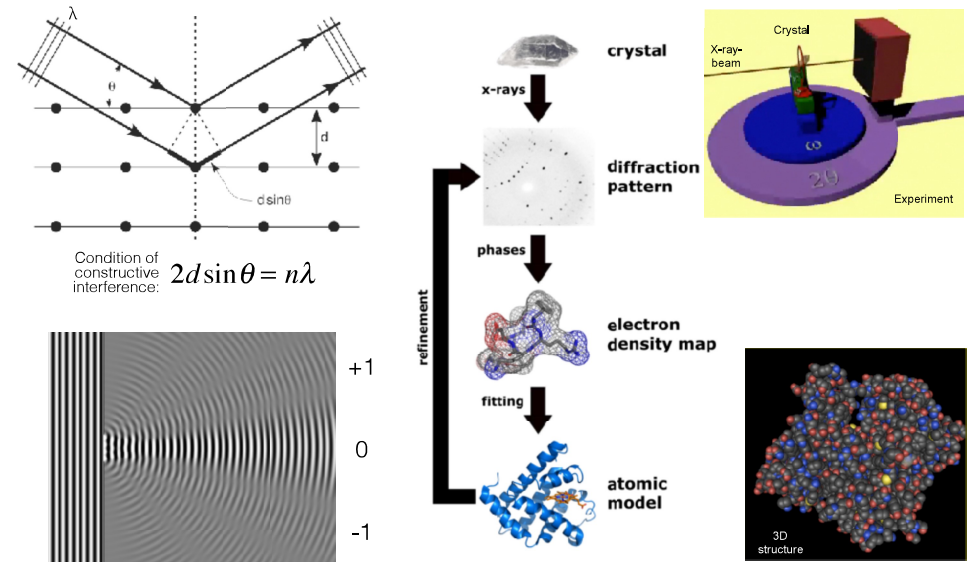 λ
θ
d
d sinθ
Condition of
constructive
interference:
2d sin θ = nλ
+1
0
-1
crystal
x-rays
diffraction
pattern
phases
refinement
electron
density map
fitting
atomic
model
Crystal
X-ray-
beam
ω
2θ
Experiment
3D
structure